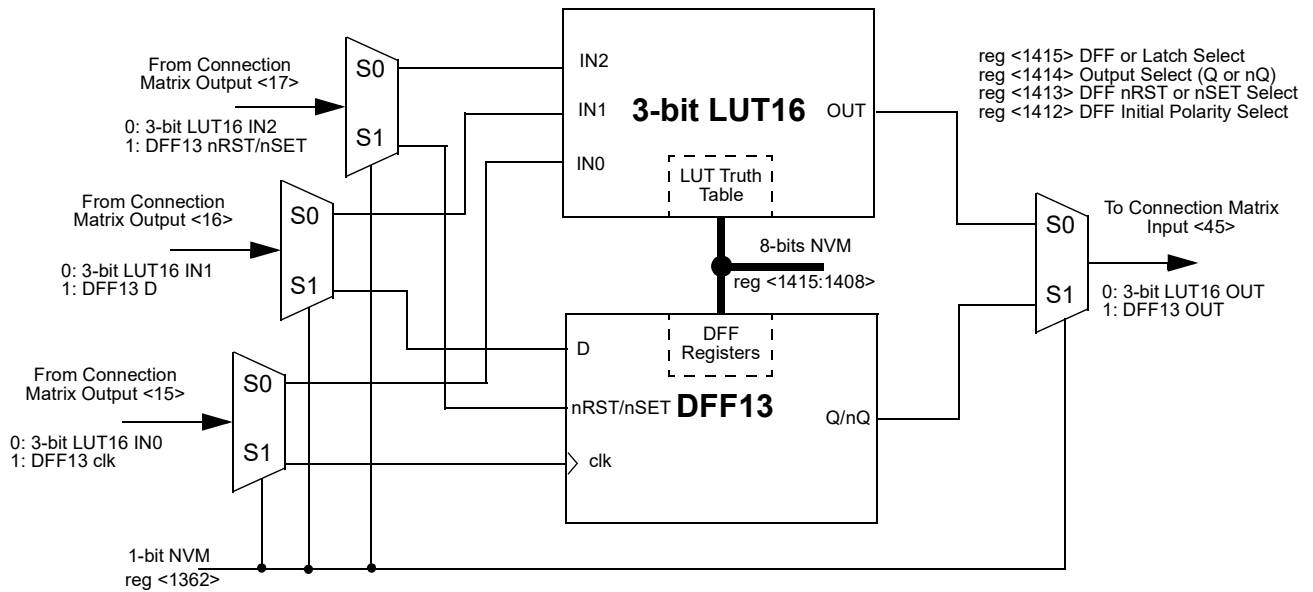 From Connection
Matrix Output <17>
0: 3-bit LUT16 IN2
1: DFF13 nRST/nSET
S0
S1
From Connection
Matrix Output <16>
0: 3-bit LUT16 IN1
1: DFF13 D
S0
S1
From Connection
Matrix Output <15>
0: 3-bit LUT16 IN0
1: DFF13 clk
S0
S1
1-bit NVM
reg <1362>
IN2
IN1
IN0
3-bit LUT16
OUT
LUT Truth
Table
8-bits NVM
reg <1415:1408>
DFF
Registers
D
nRST/nSET
DFF13
clk
Q/nQ
reg <1415> DFF or Latch Select
reg <1414> Output Select (Q or nQ)
reg <1413> DFF nRST or nSET Select
reg <1412> DFF Initial Polarity Select
S0
S1
To Connection Matrix
Input <45>
0: 3-bit LUT16 OUT
1: DFF13 OUT